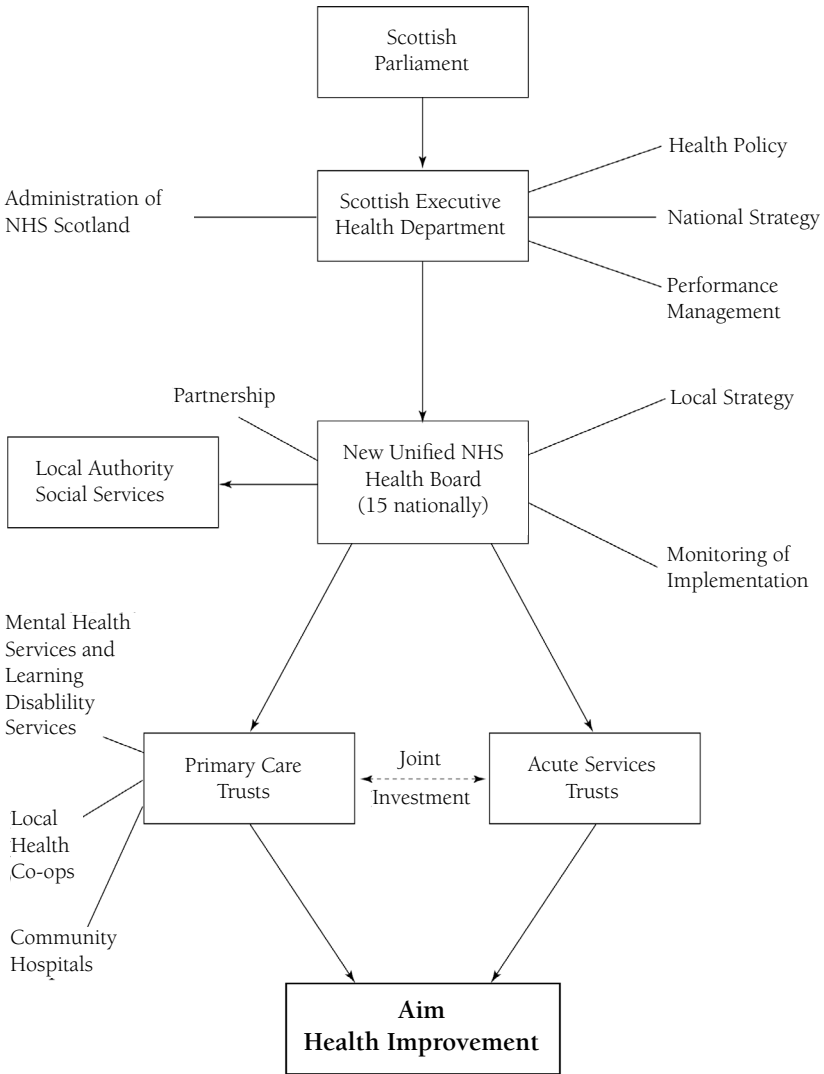 Scottish
Parliament
Health Policy
Administration of
NHS Scotland
Scottish Executive
Health Department
National Strategy
Performance
Management
Partnership
Local Strategy
Local Authority
Social Services
New Unified NHS
Health Board
(15 nationally)
Monitoring of
Implementation
Mental Health
Services and
Learning
Disablility
Services
Primary Care
Trusts
Joint
Investment
Acute Services
Trusts
Local
Health
Co-ops
Community
Hospitals
Aim
Health Improvement